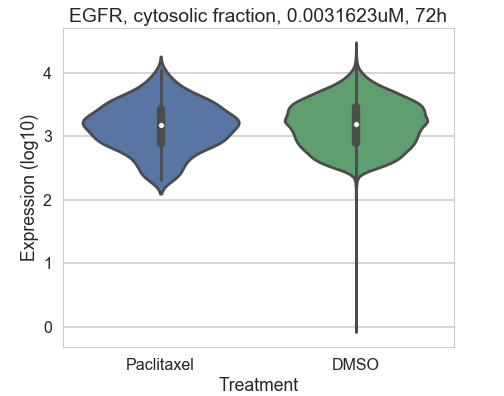 EGFR, cytosolic fraction, 0.0031623uM, 72h
Expression (log10)
4
3
2
1
0
Paclitaxel
DMSO
Treatment